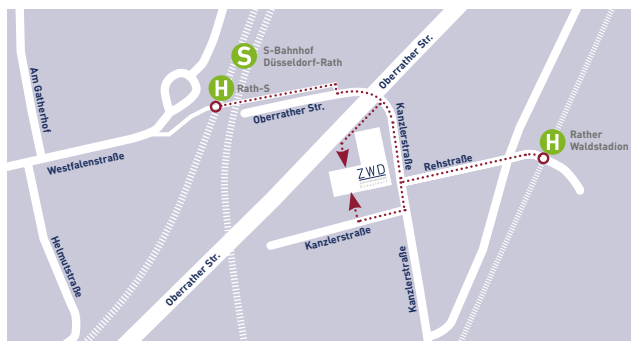 S
S-Bahnhof
Düsseldorf-Rath
H
Rath-S
Am Gatherhof
Oberrather Str.
Oberrather Str.
Kanzlerstraße
H
Rather
Waldstadion
Westfalenstraße
Rehstraße
ZWD
Helmutstraße
Kanzlerstraße
Oberrather Str.
Kanzlerstraße